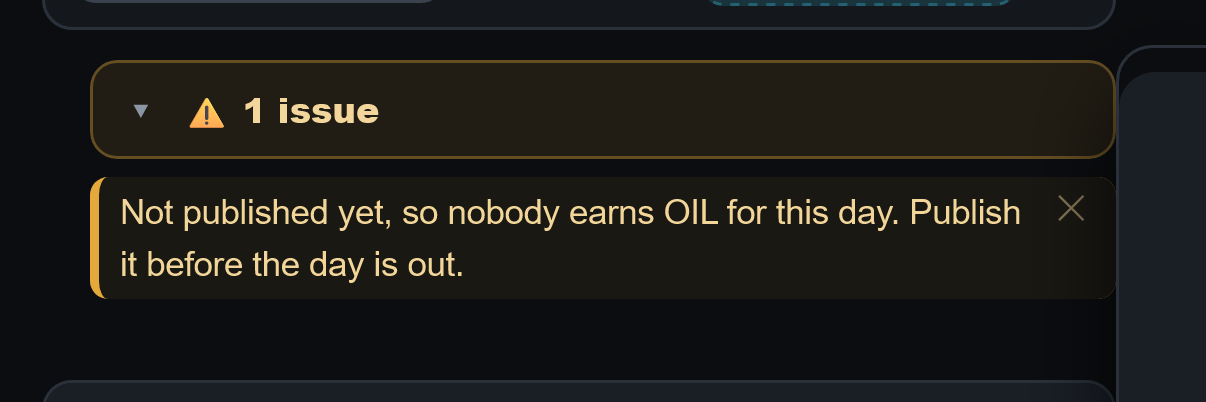 1 issue
Not published yet, so nobody earns OIL for this day. Publish
it before the day is out.